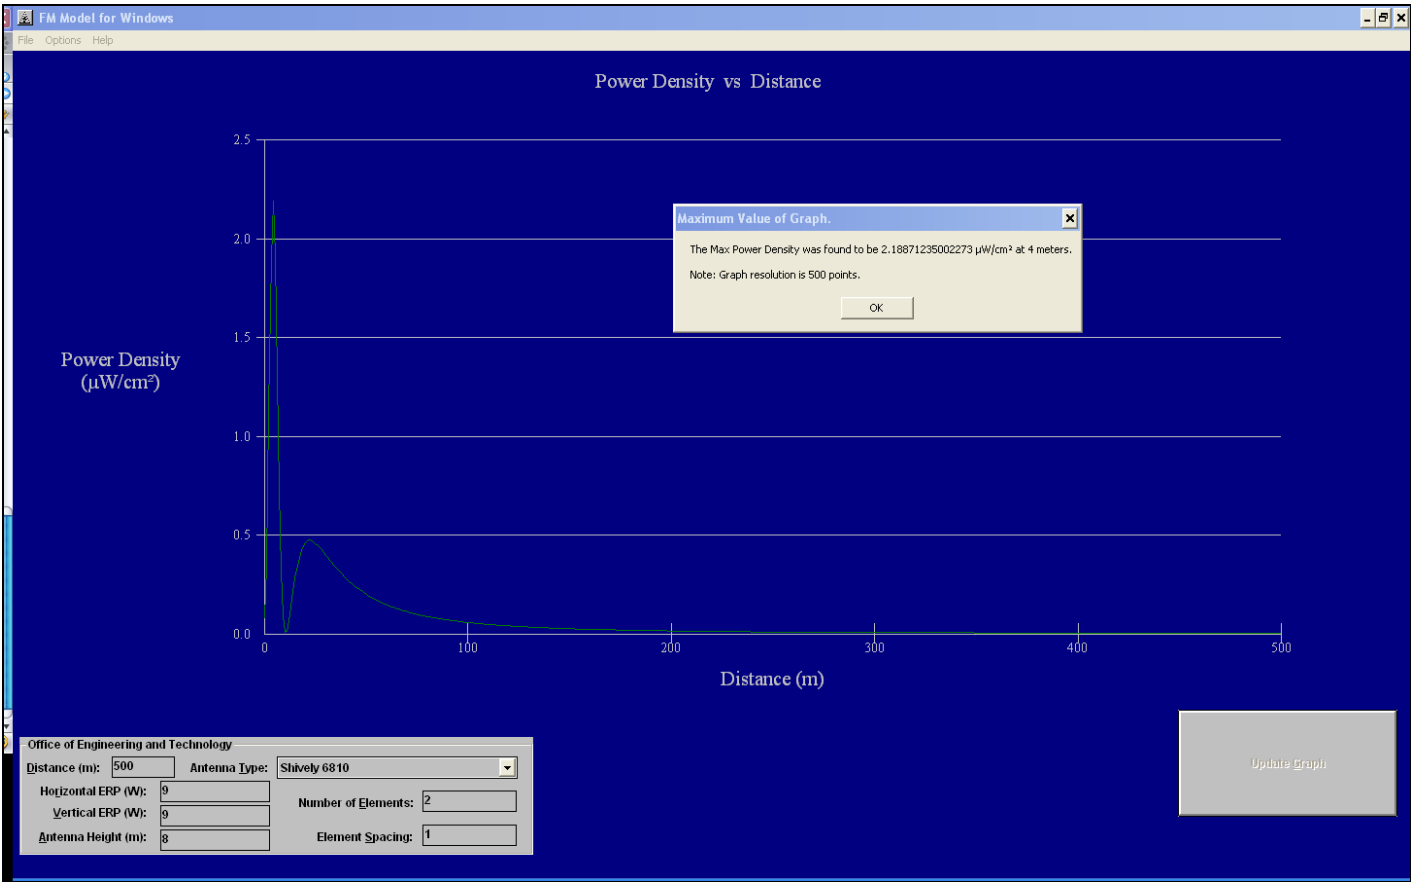 FM Model for Windows
File Options Help
Power Density vs Distance
2.5
2.0
1.5
1.0
0.5
0.0
Power Density
(µW/cm²)
0 100 200 300 400 500
Distance (m)
Maximum Value of Graph.
The Max Power Density was found to be 2.18871235002273 µW/cm² at 4 meters.
Note: Graph resolution is 500 points.
OK
Office of Engineering and Technology
Distance (m): 500 Antenna Type: Shively 6810
Horizontal ERP (W): 9
Vertical ERP (W): 9
Antenna Height (m): 8
Number of Elements: 2
Element Spacing: 1
Update Graph